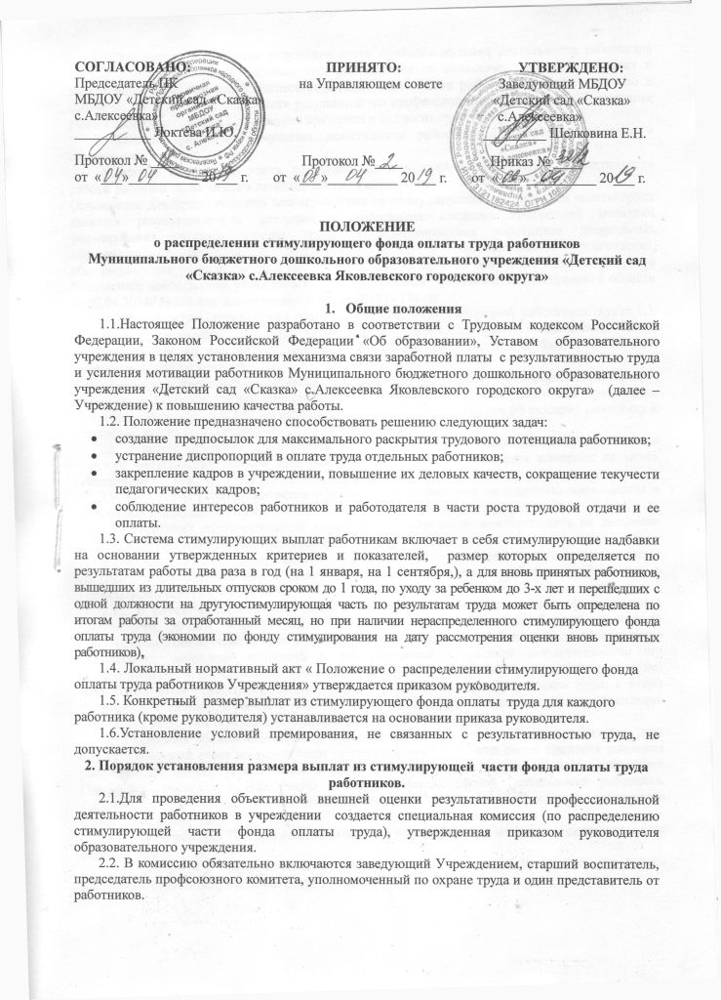 СОГЛАСОВАНО: ПРИНЯТО: УТВЕРЖДЕНО:
Председатель ПК на Управляющем совете Заведующий МБДОУ
МБДОУ «Детский сад «Сказка» «Детский сад «Сказка»
с.Алексеевка» с.Алексеевка»
Локтева И.Ю. Шелковина Е.Н.
Протокол № Протокол № 2 Приказ №
от «04» 04 2019 г. от «08» 04 2019 г. от « » 09 2019 г.
ПОЛОЖЕНИЕ
о распределении стимулирующего фонда оплаты труда работников
Муниципального бюджетного дошкольного образовательного учреждения «Детский сад
«Сказка» с.Алексеевка Яковлевского городского округа»
1. Общие положения
1.1.Настоящее Положение разработано в соответствии с Трудовым кодексом Российской
Федерации, Законом Российской Федерации «Об образовании», Уставом образовательного
учреждения в целях установления механизма связи заработной платы с результативностью труда
и усиления мотивации работников Муниципального бюджетного дошкольного образовательного
учреждения «Детский сад «Сказка» с.Алексеевка Яковлевского городского округа» (далее –
Учреждение) к повышению качества работы.
1.2. Положение предназначено способствовать решению следующих задач:
• создание предпосылок для максимального раскрытия трудового потенциала работников;
• устранение диспропорций в оплате труда отдельных работников;
• закрепление кадров в учреждении, повышение их деловых качеств, сокращение текучести
педагогических кадров;
• соблюдение интересов работников и работодателя в части роста трудовой отдачи и ее
оплаты.
1.3. Система стимулирующих выплат работникам включает в себя стимулирующие надбавки
на основании утвержденных критериев и показателей, размер которых определяется по
результатам работы два раза в год (на 1 января, на 1 сентября,), а для вновь принятых работников,
вышедших из длительных отпусков сроком до 1 года, по уходу за ребенком до 3-х лет и перешедших с
одной должности на другуюстимулирующая часть по результатам труда может быть определена по
итогам работы за отработанный месяц, но при наличии нераспределенного стимулирующего фонда
оплаты труда (экономии по фонду стимулирования на дату рассмотрения оценки вновь принятых
работников),
1.4. Локальный нормативный акт « Положение о распределении стимулирующего фонда
оплаты труда работников Учреждения» утверждается приказом руководителя.
1.5. Конкретный размер выплат из стимулирующего фонда оплаты труда для каждого
работника (кроме руководителя) устанавливается на основании приказа руководителя.
1.6.Установление условий премирования, не связанных с результативностью труда, не
допускается.
2. Порядок установления размера выплат из стимулирующей части фонда оплаты труда
работников.
2.1.Для проведения объективной внешней оценки результативности профессиональной
деятельности работников в учреждении создается специальная комиссия (по распределению
стимулирующей части фонда оплаты труда), утвержденная приказом руководителя
образовательного учреждения.
2.2. В комиссию обязательно включаются заведующий Учреждением, старший воспитатель,
председатель профсоюзного комитета, уполномоченный по охране труда и один представитель от
работников.